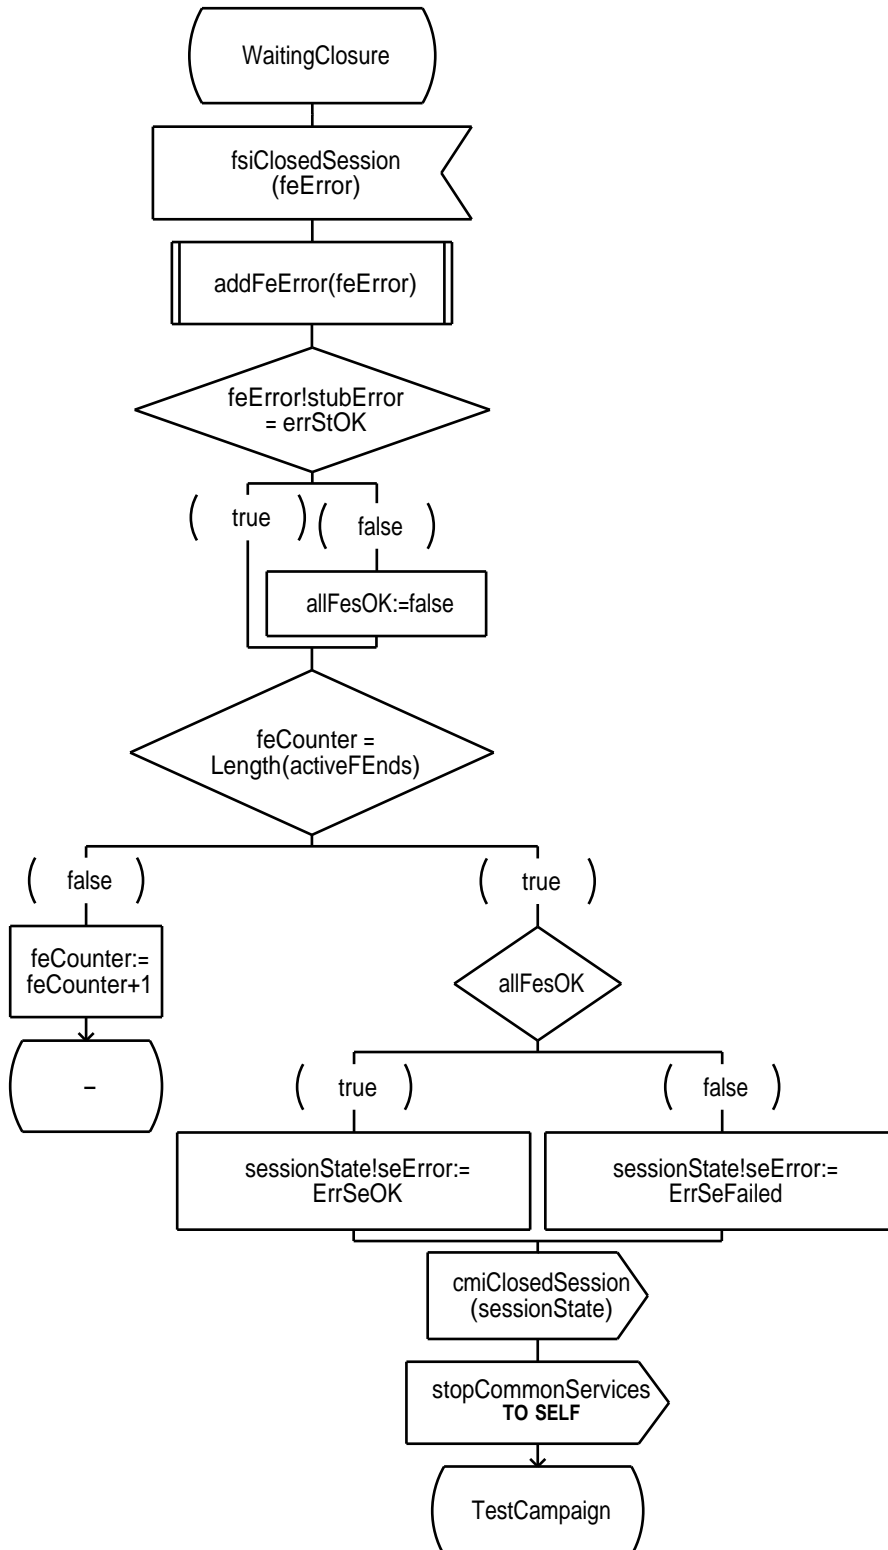 WaitingClosure
fsiClosedSession
(feError)
addFeError(feError)
feError!stubError
= errStOK
( true )
( false )
allFesOK:=false
feCounter =
Length(activeFEnds)
( false )
( true )
feCounter:=
feCounter+1
allFesOK
–
( true )
( false )
sessionState!seError:=
ErrSeOK
sessionState!seError:=
ErrSeFailed
cmiClosedSession
(sessionState)
stopCommonServices
TO SELF
TestCampaign